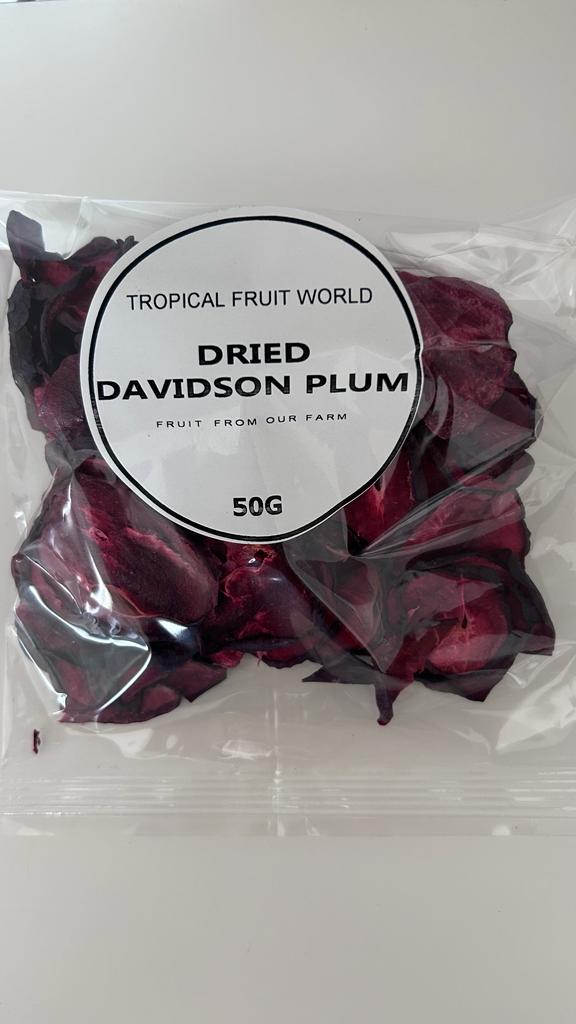 TROPICAL FRUIT WORLD
DRIED
DAVIDSON PLUM
FRUIT FROM OUR FARM
50G